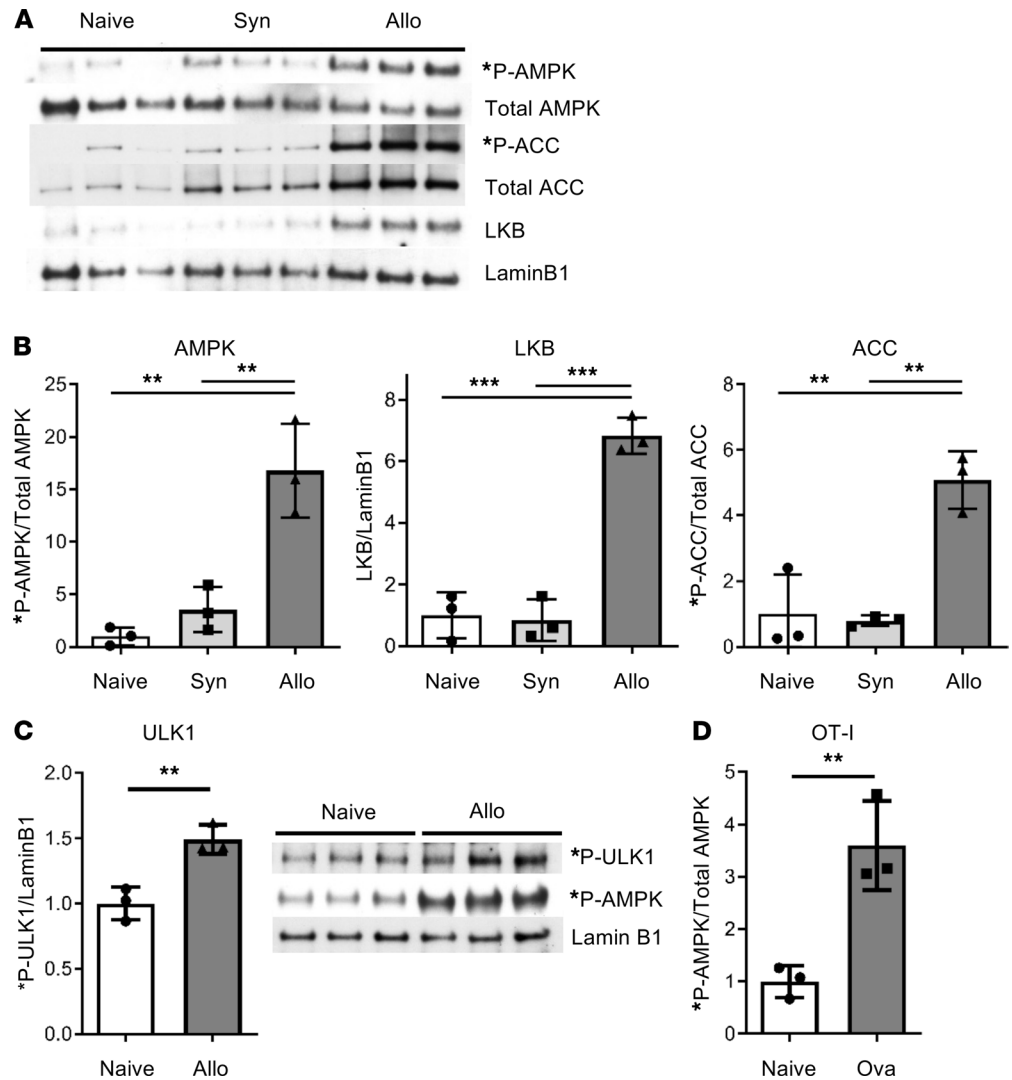 A
Naive Syn Allo
*P-AMPK
Total AMPK
*P-ACC
Total ACC
LKB
LaminB1
B
AMPK
*P-AMPK/Total AMPK
25
20
15
10
5
0
** **
Naive Syn Allo
LKB
LKB/LaminB1
8
6
4
2
0
*** ***
Naive Syn Allo
ACC
*P-ACC/Total ACC
8
6
4
2
0
** **
Naive Syn Allo
C
ULK1
*P-ULK1/LaminB1
2.0
1.5
1.0
0.5
0.0
**
Naive Allo
Naive Allo
*P-ULK1
*P-AMPK
Lamin B1
D
OT-I
*P-AMPK/Total AMPK
5
4
3
2
1
0
**
Naive Ova